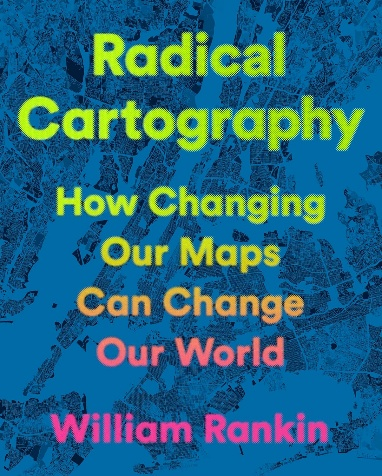 Radical
Cartography
How Changing
Our Maps
Can Change
Our World
William Rankin